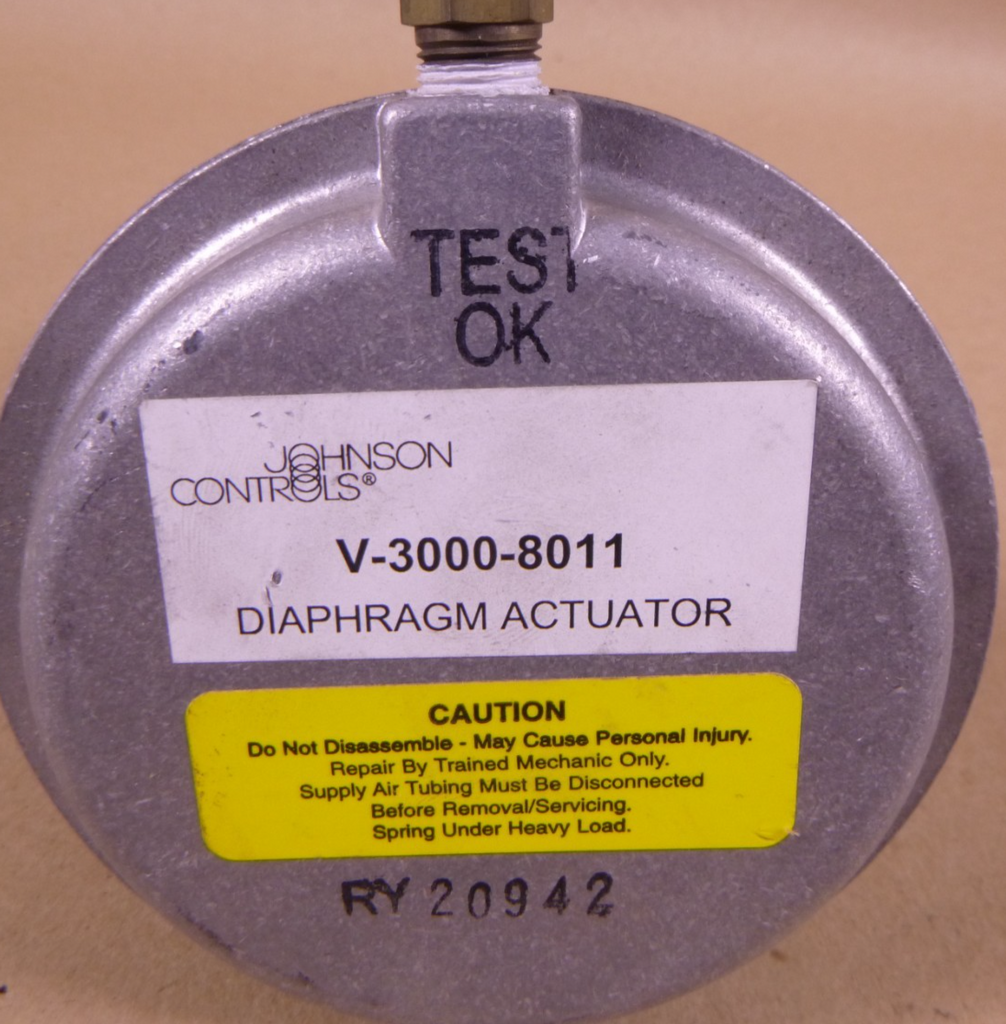 TEST
OK
JOHNSON
CONTROLS®
V-3000-8011
DIAPHRAGM ACTUATOR
CAUTION
Do Not Disassemble - May Cause Personal Injury.
Repair By Trained Mechanic Only.
Supply Air Tubing Must Be Disconnected
Before Removal/Servicing.
Spring Under Heavy Load.
RY 20942